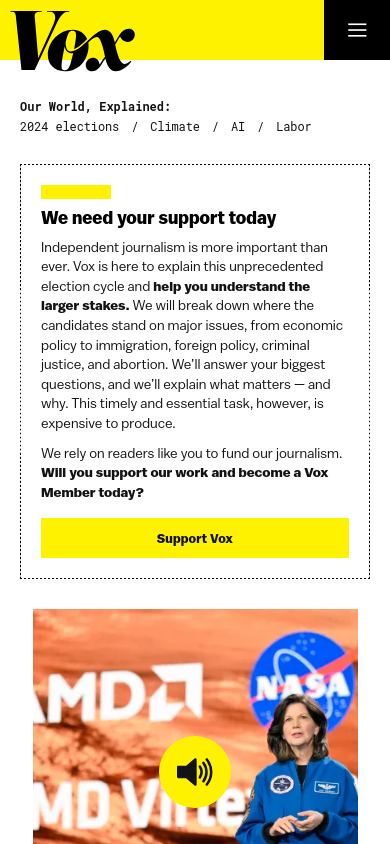 Vox
Our World, Explained:
2024 elections / Climate / AI / Labor
We need your support today
Independent journalism is more important than
ever. Vox is here to explain this unprecedented
election cycle and help you understand the
larger stakes. We will break down where the
candidates stand on major issues, from economic
policy to immigration, foreign policy, criminal
justice, and abortion. We’ll answer your biggest
questions, and we’ll explain what matters — and
why. This timely and essential task, however, is
expensive to produce.
We rely on readers like you to fund our journalism.
Will you support our work and become a Vox
Member today?
Support Vox
AMD
NASA
MD Virte